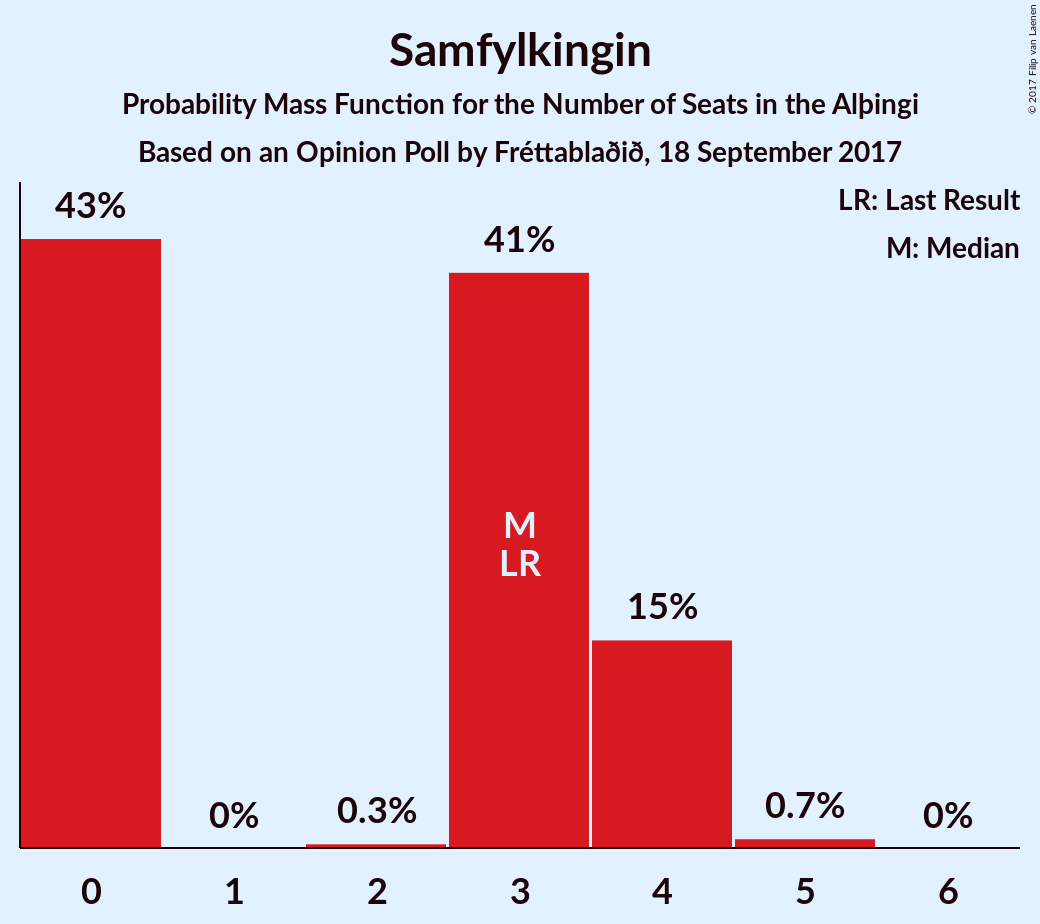 Samfylkingin
Probability Mass Function for the Number of Seats in the Alþingi
Based on an Opinion Poll by Fréttablaðið, 18 September 2017
© 2017 Filip van Laenen
LR: Last Result
M: Median
43%
0%
0.3%
41%
M
LR
15%
0.7%
0%
0 1 2 3 4 5 6